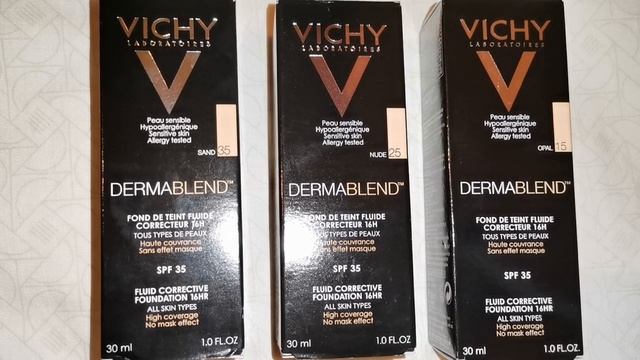 VICHY
LABORATOIRES
Peau sensible
Hypoallergénique
Sensitive skin
Allergy tested
SAND 35
DERMABLEND™
FOND DE TEINT FLUIDE
CORRECTEUR 16H
TOUS TYPES DE PEAUX
Haute couvrance
Sans effet masque
SPF 35
FLUID CORRECTIVE
FOUNDATION 16HR
ALL SKIN TYPES
High coverage
No mask effect
30 ml 1.0 FL.OZ
VICHY
LABORATOIRES
Peau sensible
Hypoallergénique
Sensitive skin
Allergy tested
NUDE 25
DERMABLEND™
FOND DE TEINT FLUIDE
CORRECTEUR 16H
TOUS TYPES DE PEAUX
Haute couvrance
Sans effet masque
SPF 35
FLUID CORRECTIVE
FOUNDATION 16HR
ALL SKIN TYPES
High coverage
No mask effect
30 ml 1.0 FL.OZ
VICHY
LABORATOIRES
Peau sensible
Hypoallergénique
Sensitive skin
Allergy tested
OPAL 15
DERMABLEND™
FOND DE TEINT FLUIDE
CORRECTEUR 16H
TOUS TYPES DE PEAUX
Haute couvrance
Sans effet masque
SPF 35
FLUID CORRECTIVE
FOUNDATION 16HR
ALL SKIN TYPES
High coverage
No mask effect
30 ml 1.0 FL.OZ.